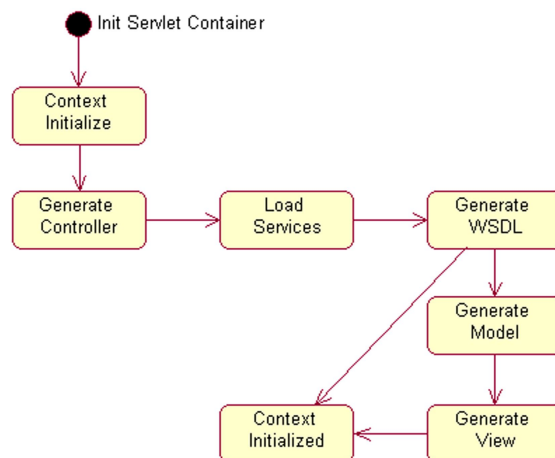 Init Servlet Container
Context
Initialize
Generate
Controller
Load
Services
Generate
WSDL
Generate
Model
Context
Initialized
Generate
View